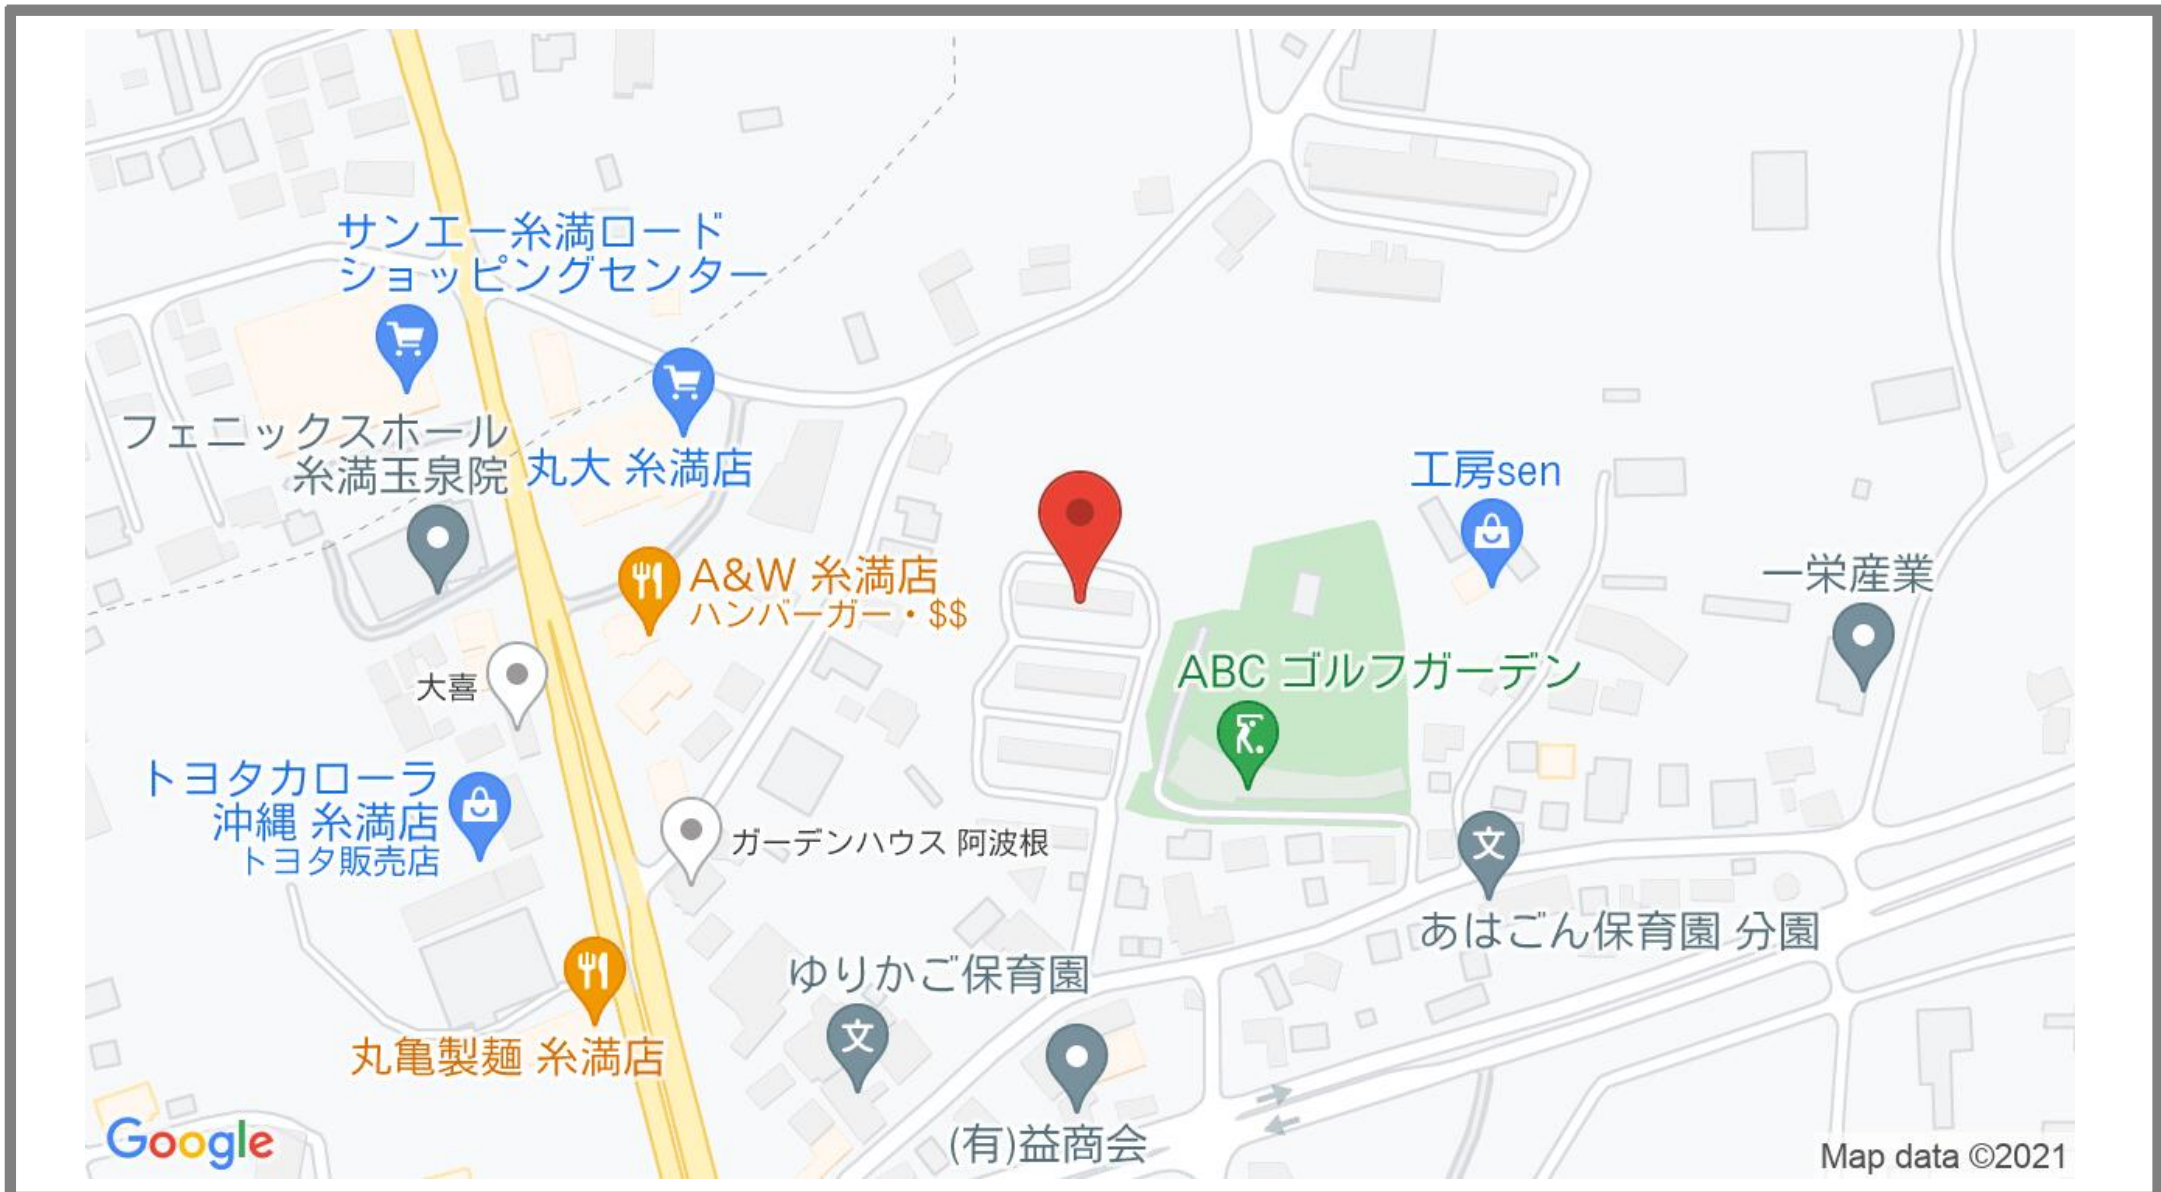 サンエー糸満ロード
ショッピングセンター
フェニックスホール
糸満玉泉院
丸大 糸満店
工房sen
A&W 糸満店
ハンバーガー・$$
一栄産業
大喜
ABC ゴルフガーデン
トヨタカローラ
沖縄 糸満店
トヨタ販売店
ガーデンハウス 阿波根
文
あはごん保育園 分園
ゆりかご保育園
文
丸亀製麺 糸満店
(有)益商会
Google
Map data ©2021